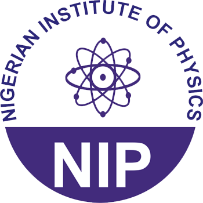 NIGERIAN INSTITUTE OF PHYSICS
NIP